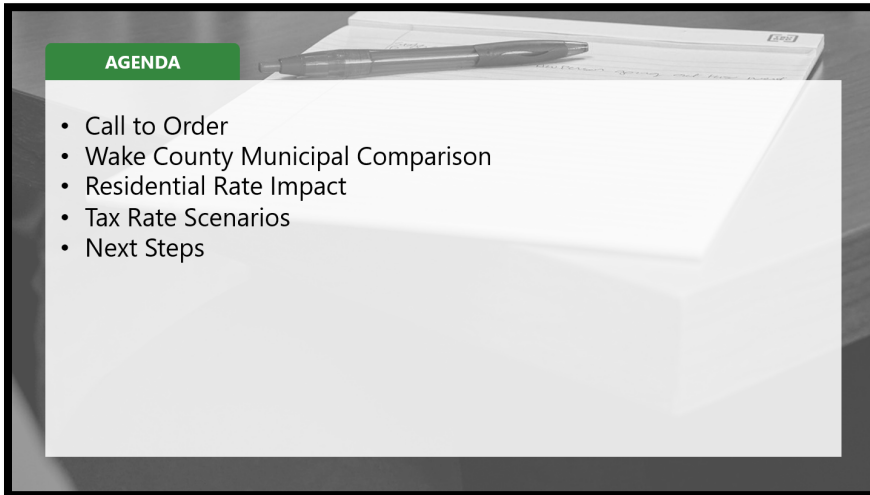 AGENDA
• Call to Order
• Wake County Municipal Comparison
• Residential Rate Impact
• Tax Rate Scenarios
• Next Steps